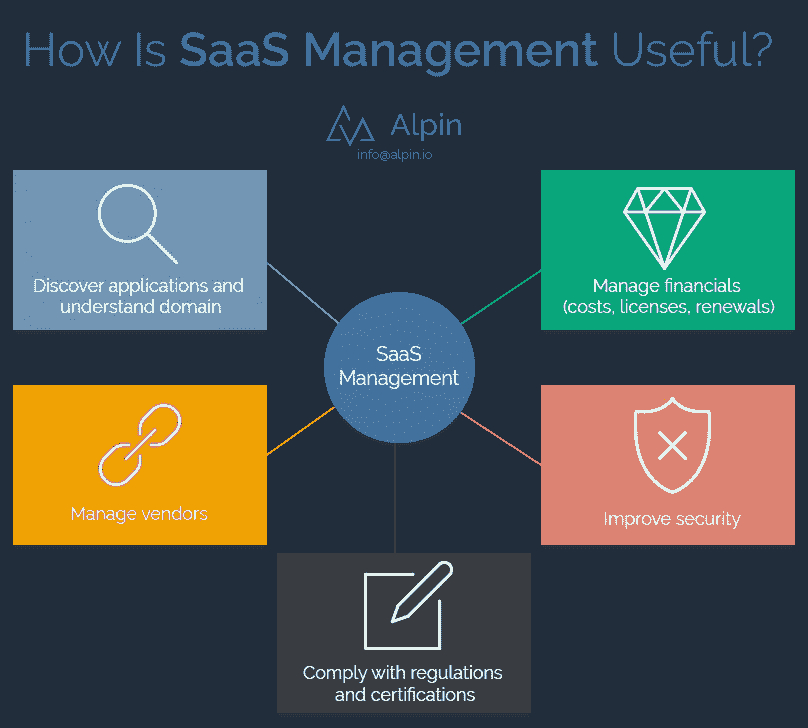 How Is SaaS Management Useful?
Alpin
info@alpin.io
Discover applications and
understand domain
Manage financials
(costs, licenses, renewals)
SaaS
Management
Manage vendors
Improve security
Comply with regulations
and certifications